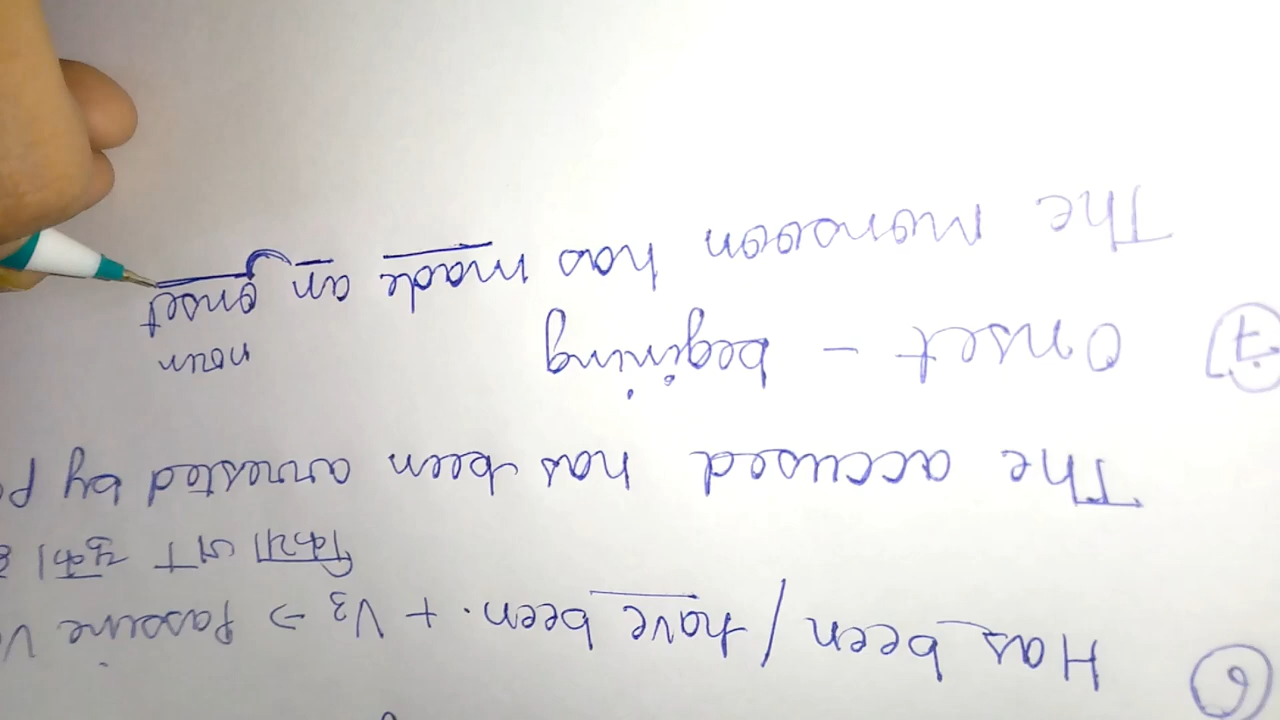 6 Has been / have been. + V3 => Passive
किया जा चुका है
The accused has been arrested by
7 Onset - begining
noun
The monsoon has made an onset